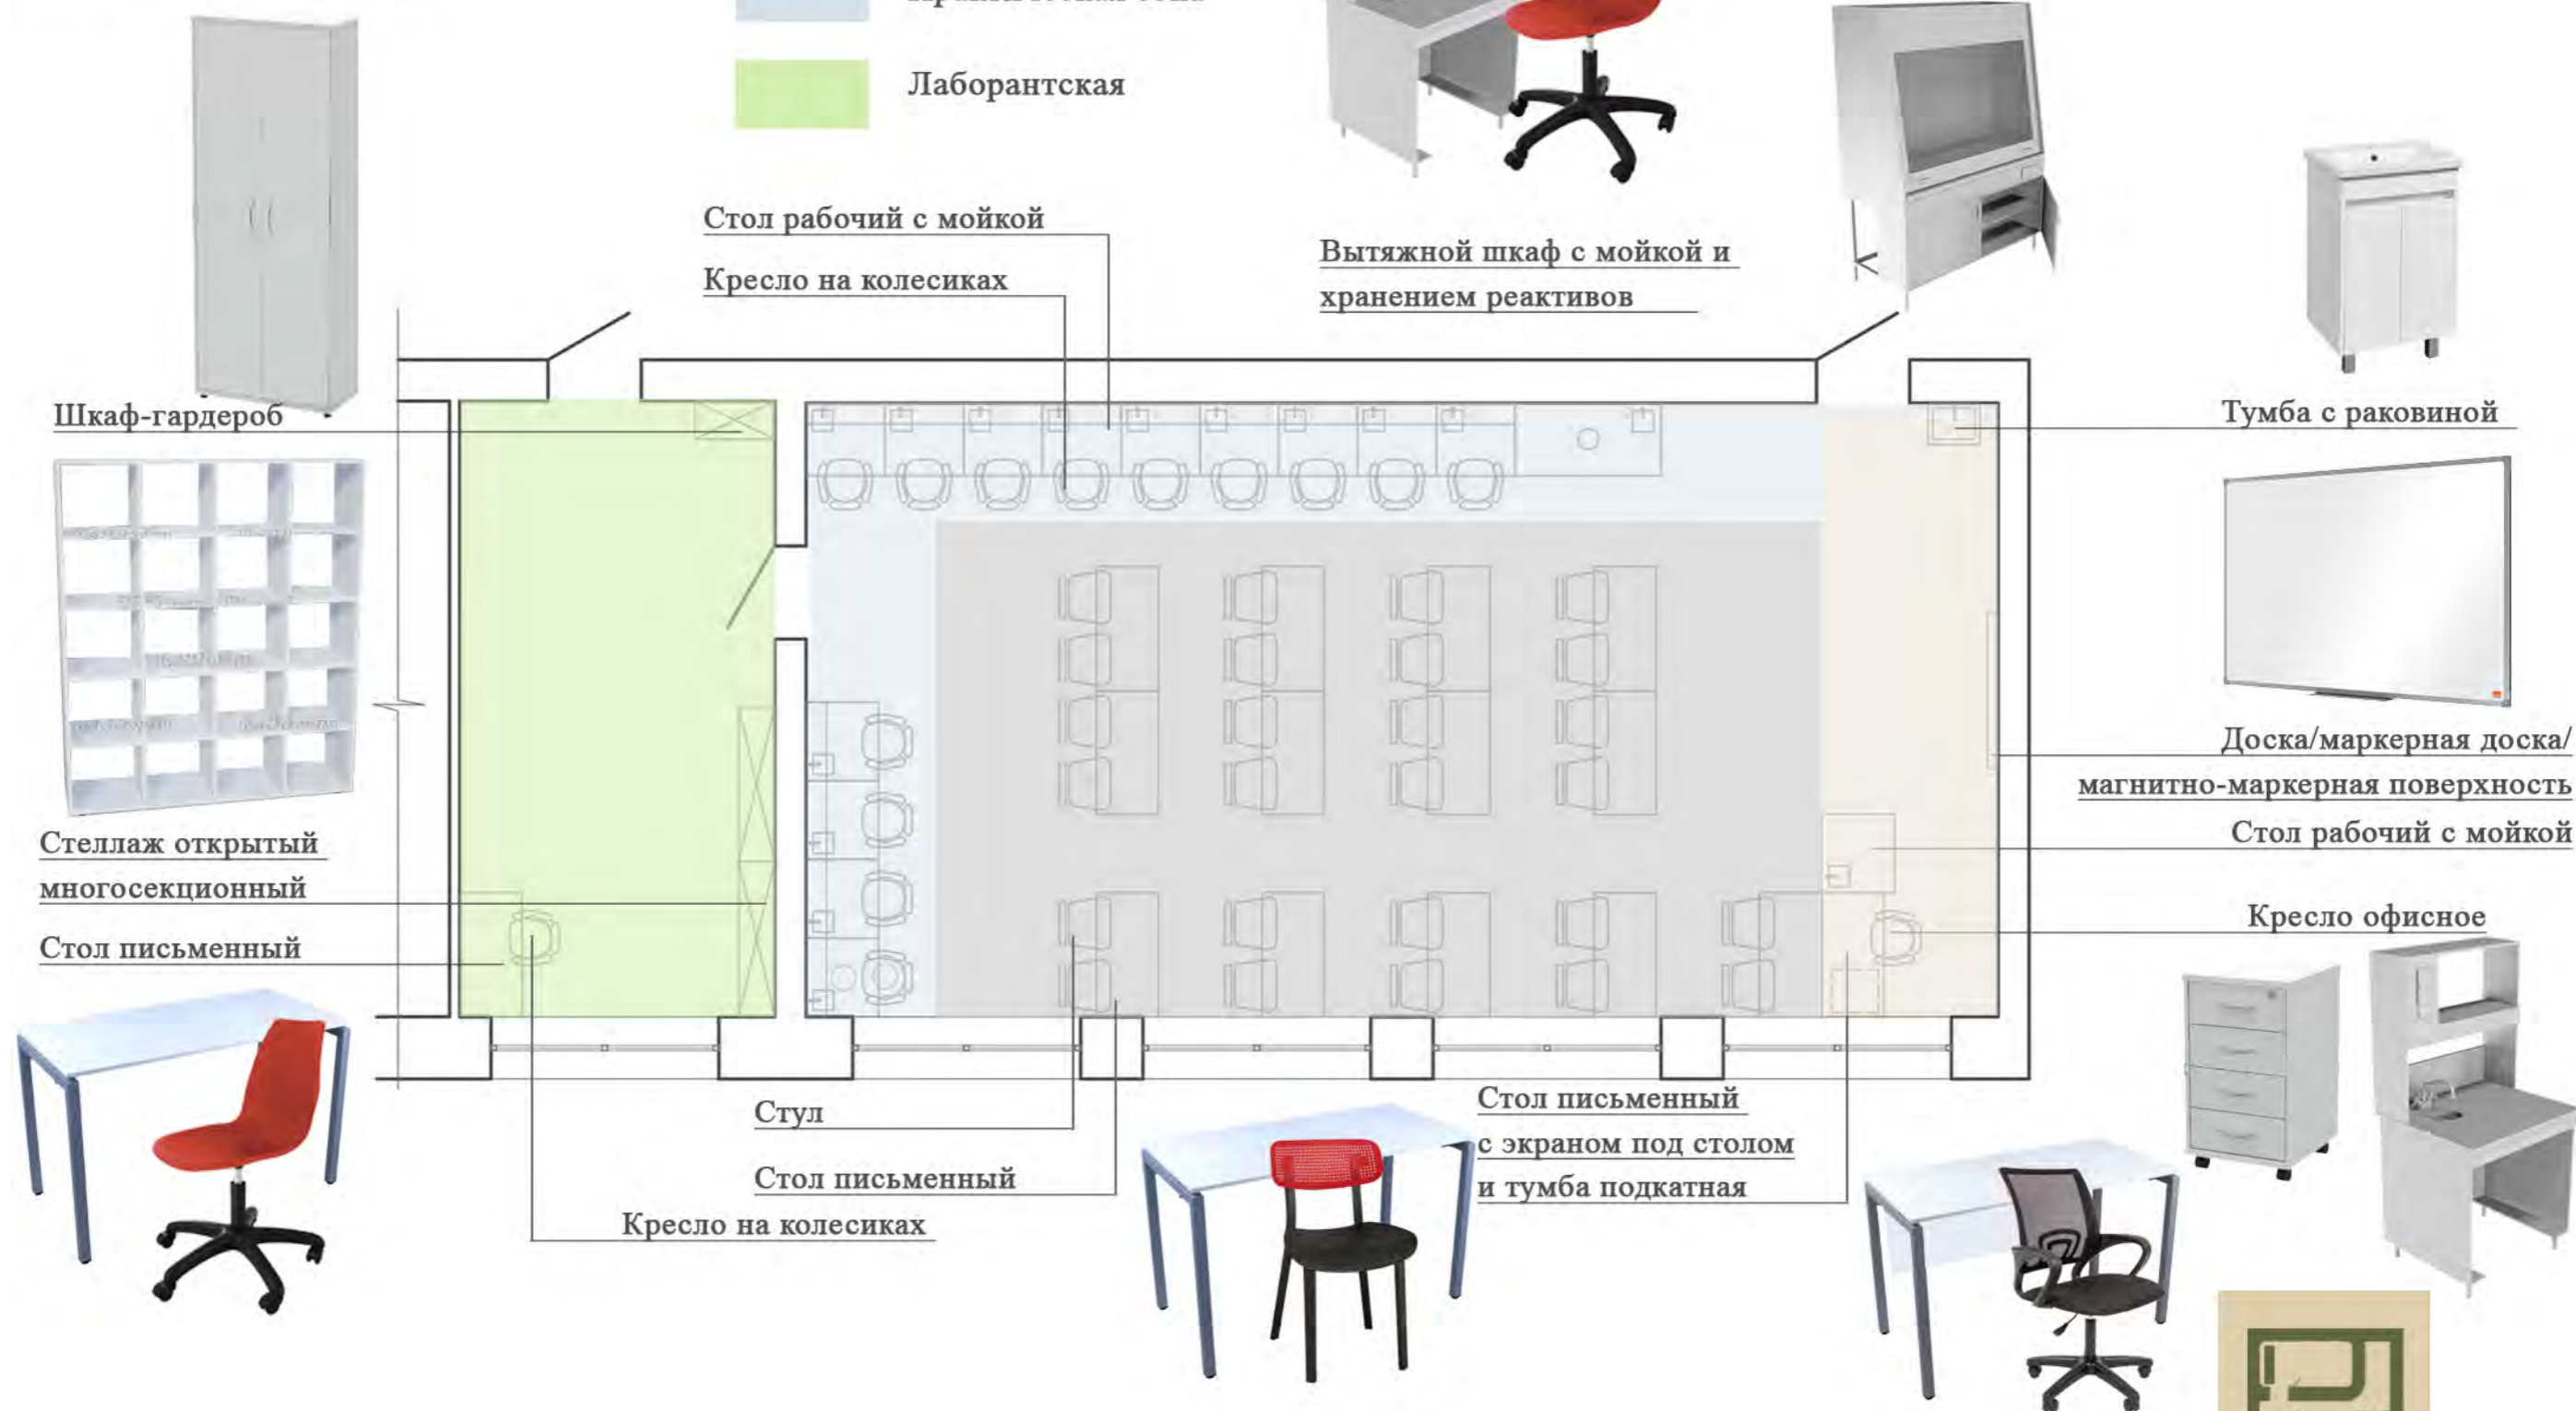 Лаборантская
Стол рабочий с мойкой
Кресло на колесиках
Вытяжной шкаф с мойкой и
хранением реактивов
Шкаф-гардероб
Тумба с раковиной
Доска/маркерная доска/
магнитно-маркерная поверхность
Стол рабочий с мойкой
Стеллаж открытый
многосекционный
Кресло офисное
Стол письменный
Стул
Стол письменный
Кресло на колесиках
Стол письменный
с экраном под столом
и тумба подкатная